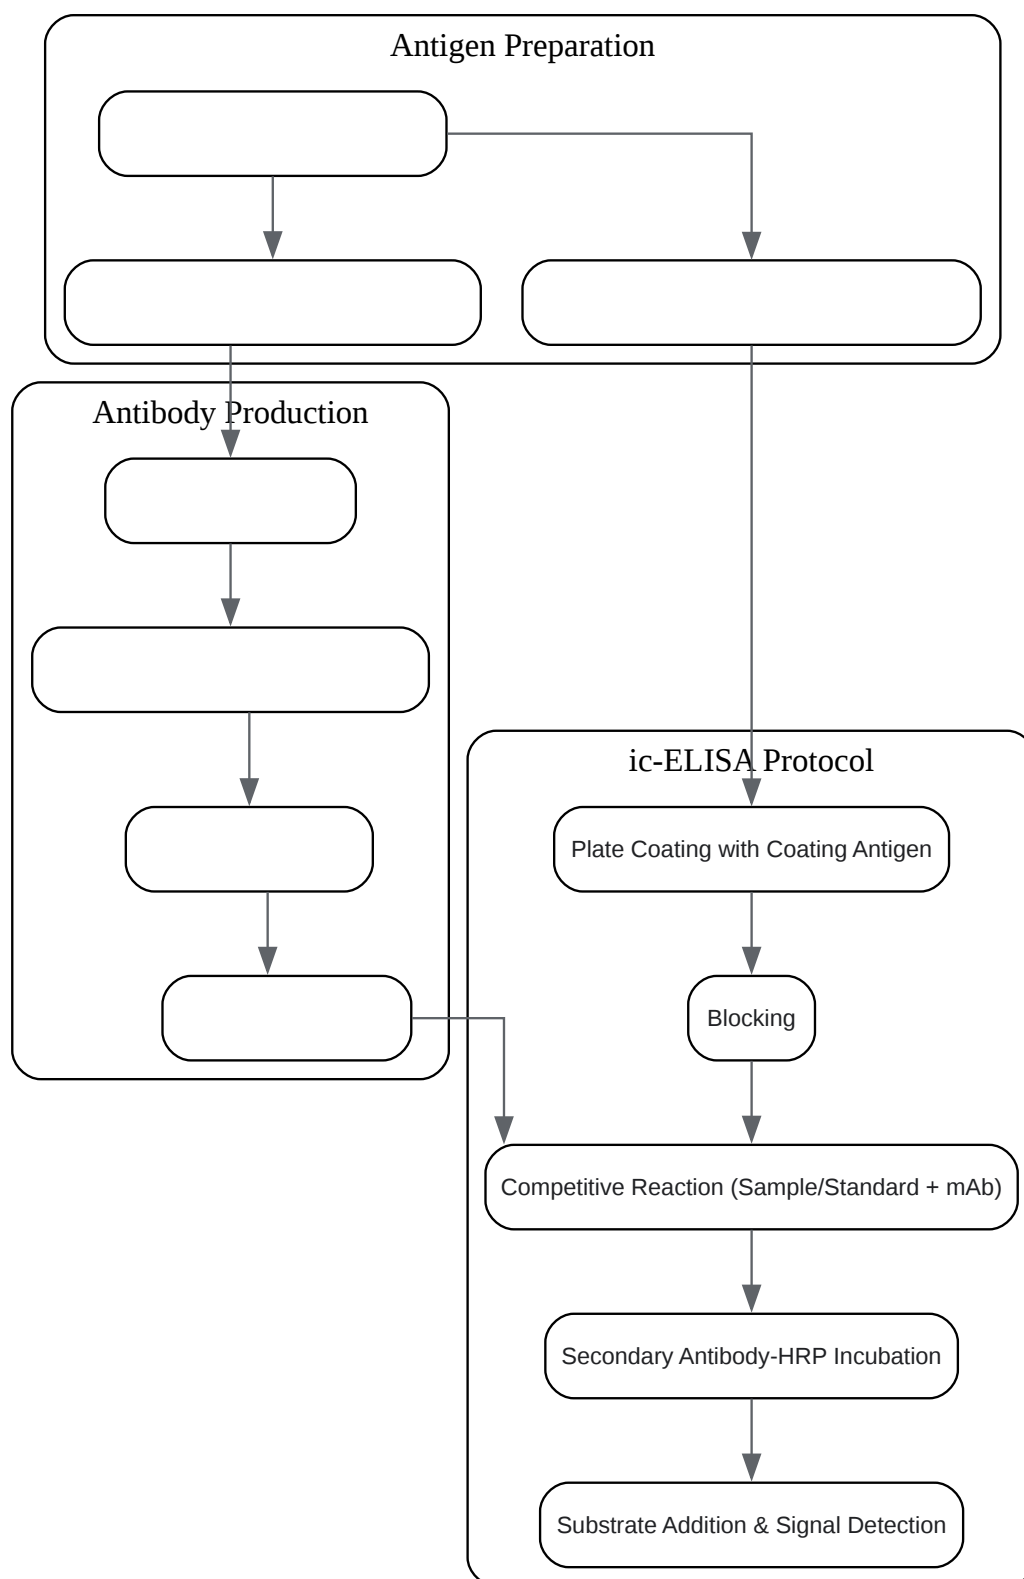 Antigen Preparation
Antibody Production
ic-ELISA Protocol
Plate Coating with Coating Antigen
Blocking
Competitive Reaction (Sample/Standard + mAb)
Secondary Antibody-HRP Incubation
Substrate Addition & Signal Detection